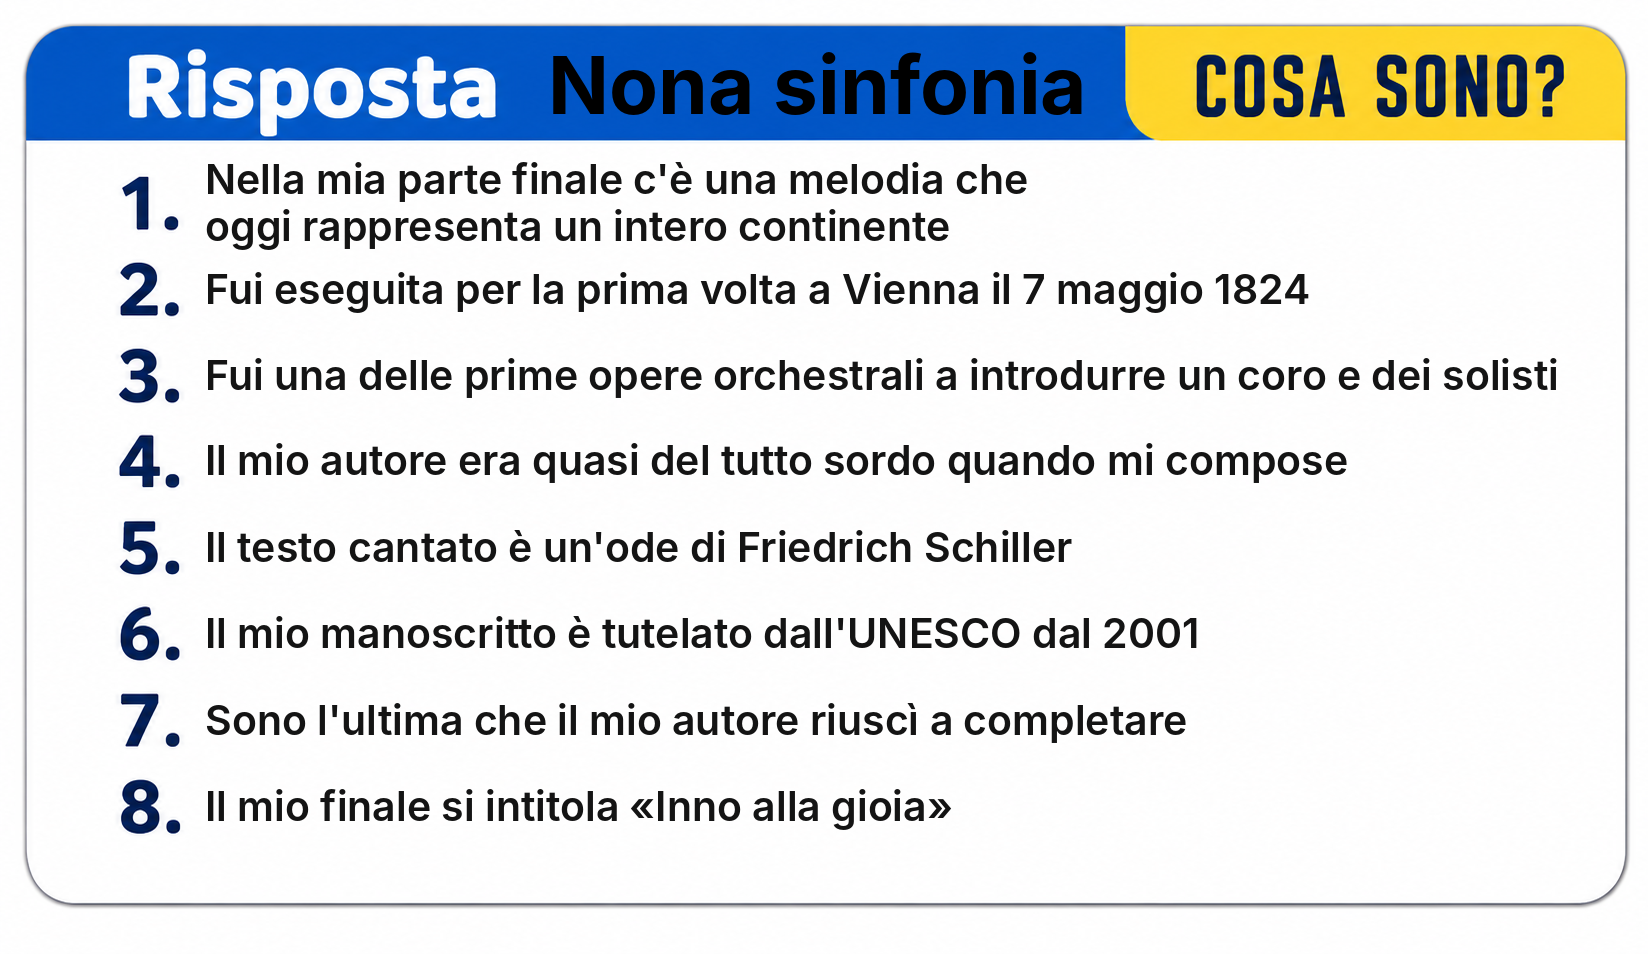 Risposta Nona sinfonia COSA SONO?
1. Nella mia parte finale c'è una melodia che
oggi rappresenta un intero continente
2. Fui eseguita per la prima volta a Vienna il 7 maggio 1824
3. Fui una delle prime opere orchestrali a introdurre un coro e dei solisti
4. Il mio autore era quasi del tutto sordo quando mi compose
5. Il testo cantato è un'ode di Friedrich Schiller
6. Il mio manoscritto è tutelato dall'UNESCO dal 2001
7. Sono l'ultima che il mio autore riuscì a completare
8. Il mio finale si intitola «Inno alla gioia»